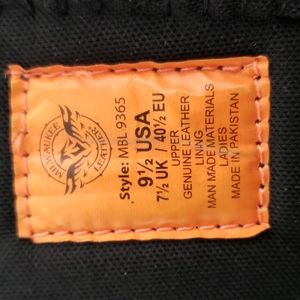 MILWAUKEE
LEATHER
Style: MBL 9365
9½ USA
7½ UK | 40½ EU
UPPER
GENUINE LEATHER
LINING
MAN MADE MATERIALS
LADIES
MADE IN PAKISTAN